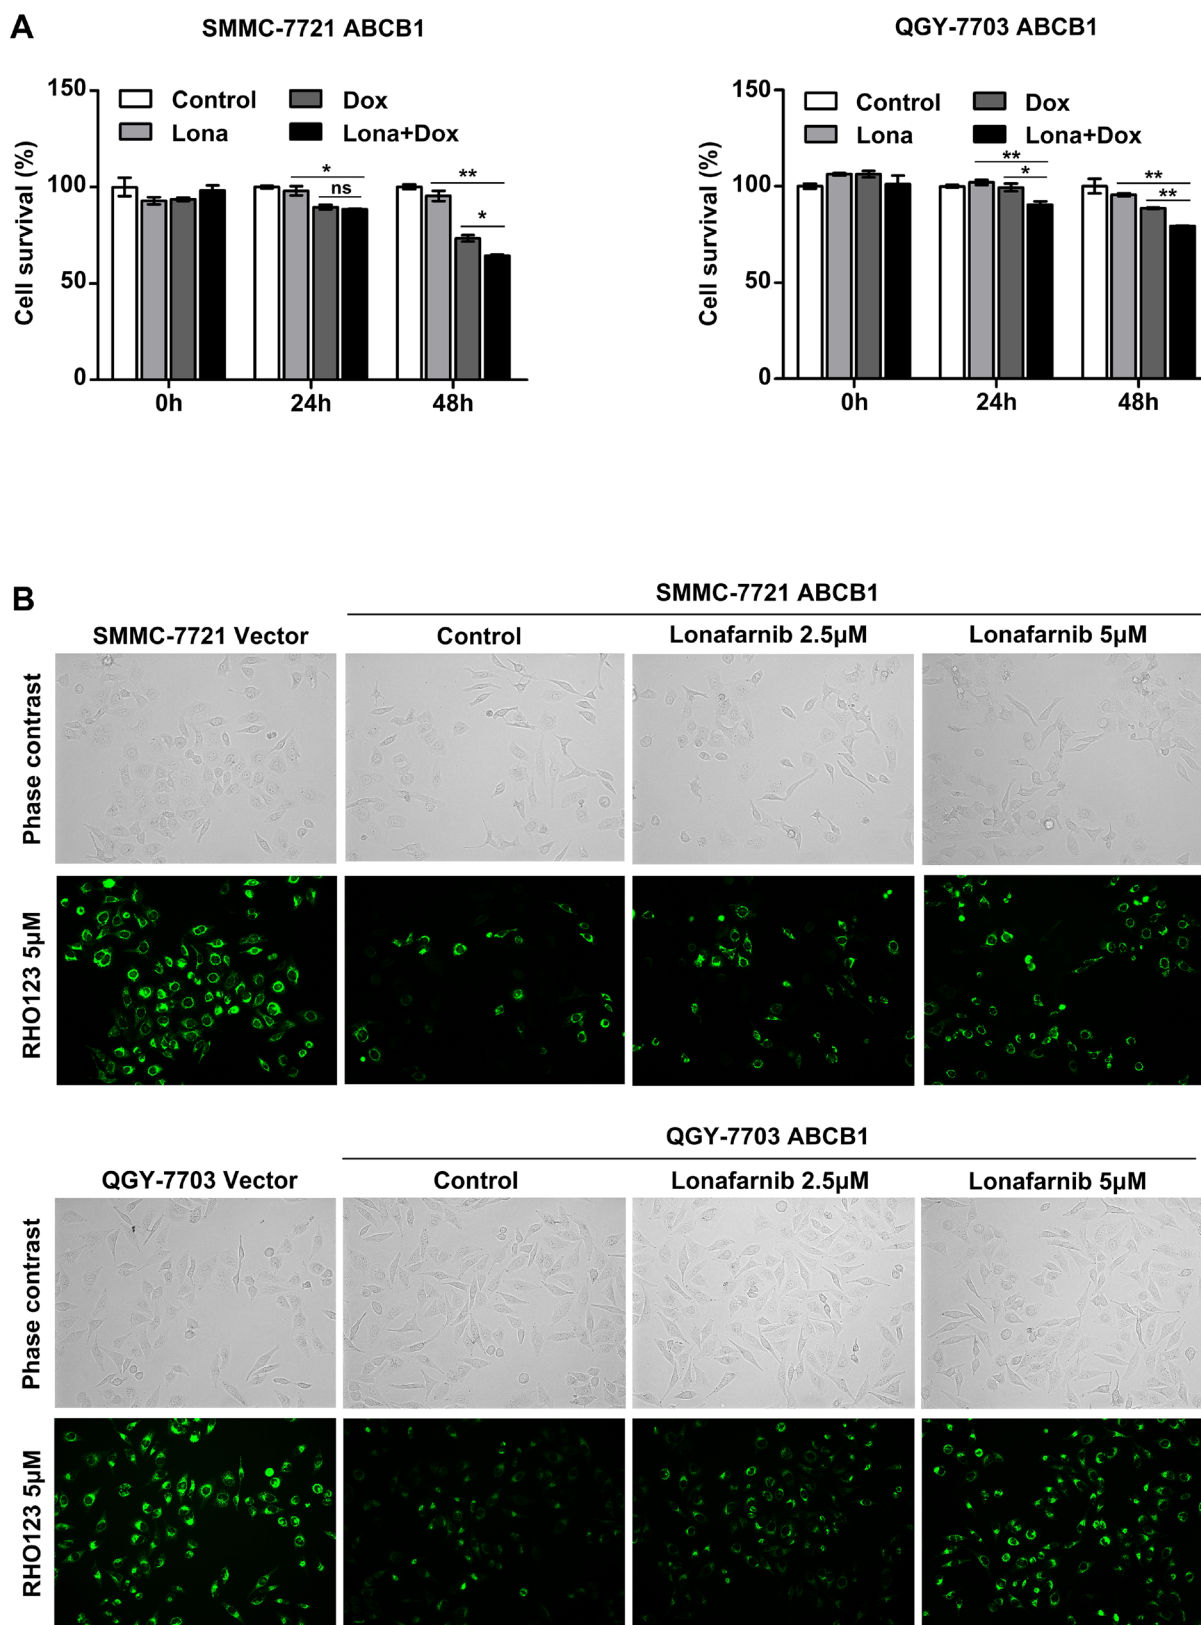 A
SMMC-7721 ABCB1
QGY-7703 ABCB1
Cell survival (%)
150
100
50
0
Control
Dox
Lona
Lona+Dox
*
ns
**
*
0h
24h
48h
Cell survival (%)
150
100
50
0
Control
Dox
Lona
Lona+Dox
**
*
**
**
0h
24h
48h
B
SMMC-7721 ABCB1
SMMC-7721 Vector
Control
Lonafarnib 2.5μM
Lonafarnib 5μM
Phase contrast
RHO123 5μM
QGY-7703 ABCB1
QGY-7703 Vector
Control
Lonafarnib 2.5μM
Lonafarnib 5μM
Phase contrast
RHO123 5μM